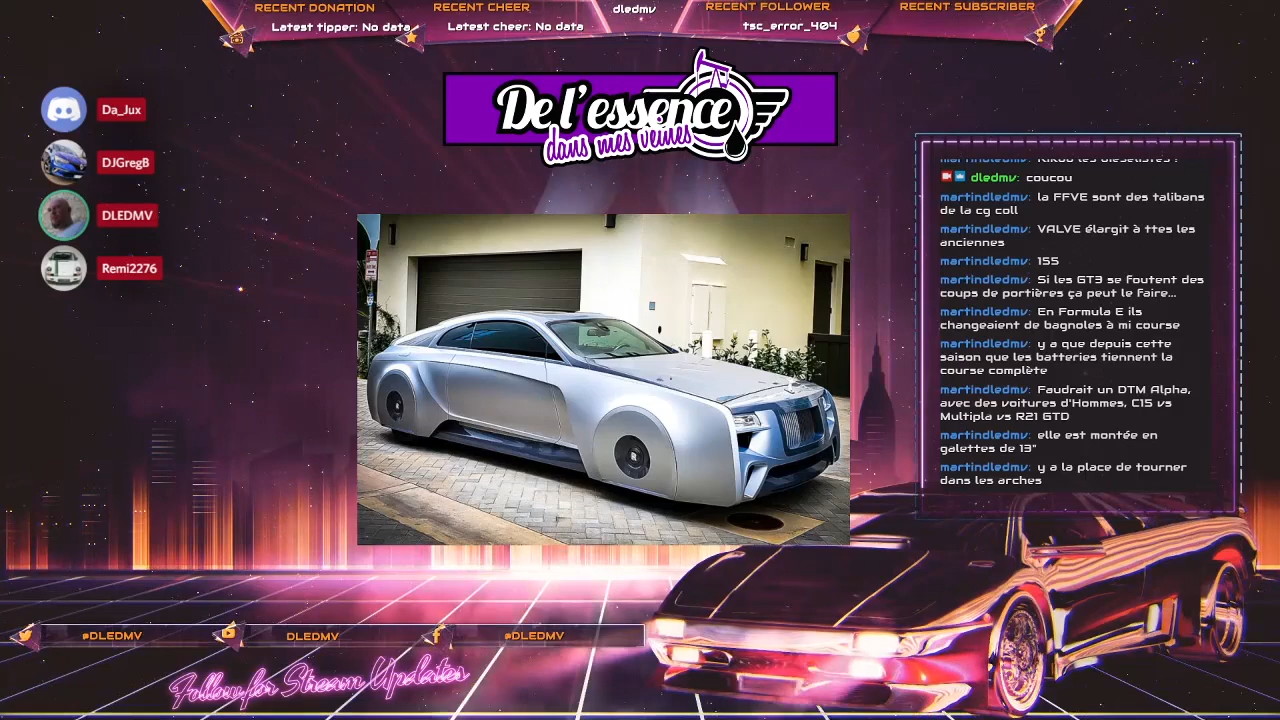 RECENT DONATION
RECENT CHEER
dledmv
RECENT FOLLOWER
RECENT SUBSCRIBER
Latest tipper: No data
Latest cheer: No data
tsc_error_404
De l'essence
dans mes veines
Da_Jux
DJGregB
DLEDMV
Remi2276
martindledmv: Kikou les dieselistes !
dledmv: coucou
martindledmv: la FFVE sont des talibans
de la cg coll
martindledmv: VALVE élargit à ttes les
anciennes
martindledmv: 155
martindledmv: Si les GT3 se foutent des
coups de portières ça peut le faire...
martindledmv: En Formula E ils
changeaient de bagnoles à mi course
martindledmv: y a que depuis cette
saison que les batteries tiennent la
course complète
martindledmv: Faudrait un DTM Alpha,
avec des voitures d'Hommes, C15 vs
Multipla vs R21 GTD
martindledmv: elle est montée en
galettes de 13"
martindledmv: y a la place de tourner
dans les arches
@DLEDMV
DLEDMV
@DLEDMV
Follow for Stream Updates